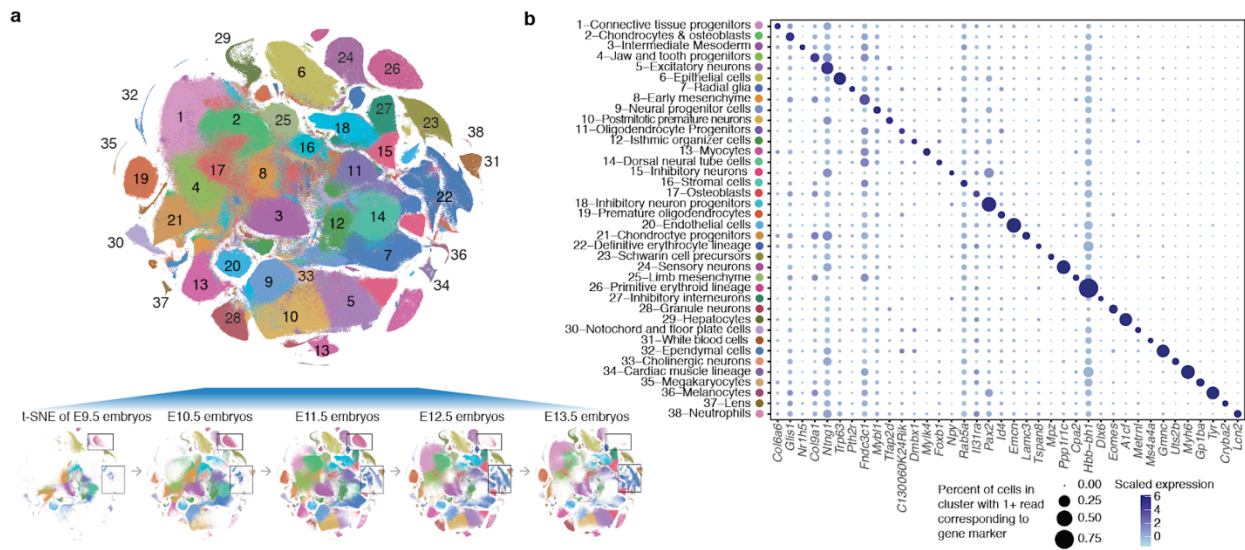 a
29
24
6
26
32
27
1
2
25
18
23
38
35
16
15
31
17
11
19
8
22
4
3
12
14
21
36
30
7
20
33
34
13
9
5
37
10
28
13
t-SNE of E9.5 embryos
E10.5 embryos
E11.5 embryos
E12.5 embryos
E13.5 embryos
b
1–Connective tissue progenitors
2–Chondrocytes & osteoblasts
3–Intermediate Mesoderm
4–Jaw and tooth progenitors
5–Excitatory neurons
6–Epithelial cells
7–Radial glia
8–Early mesenchyme
9–Neural progenitor cells
10–Postmitotic premature neurons
11–Oligodendrocyte Progenitors
12–Isthmic organizer cells
13–Myocytes
14–Dorsal neural tube cells
15–Inhibitory neurons
16–Stromal cells
17–Osteoblasts
18–Inhibitory neuron progenitors
19–Premature oligodendrocytes
20–Endothelial cells
21–Chondroctye progenitors
22–Definitive erythrocyte lineage
23–Schwann cell precursors
24–Sensory neurons
25–Limb mesenchyme
26–Primitive erythroid lineage
27–Inhibitory interneurons
28–Granule neurons
29–Hepatocytes
30–Notochord and floor plate cells
31–White blood cells
32–Ependymal cells
33–Cholinergic neurons
34–Cardiac muscle lineage
35–Megakaryocytes
36–Melanocytes
37–Lens
38–Neutrophils
Col6a6
Glis1
Nr1h5
Col9a1
Ntng1
Trp63
Pth2r
Fndc3c1
Mybl1
Tfap2d
C130060K24Rik
Dmbx1
Mylk4
Foxb1
Npy
Rab5a
Il31ra
Pax2
Id4
Emcn
Lamc3
Tspan8
Mpz
Ppp1r1c
Cpa2
Hbb-bh1
Dlx6
Eomes
A1cf
Metrnl
Ms4a4a
Gmnc
Uts2b
Myh6
Gp1ba
Tyr
Cryba2
Lcn2
Percent of cells in
cluster with 1+ read
corresponding to
gene marker
0.00
0.25
0.50
0.75
Scaled expression
6
4
2
0